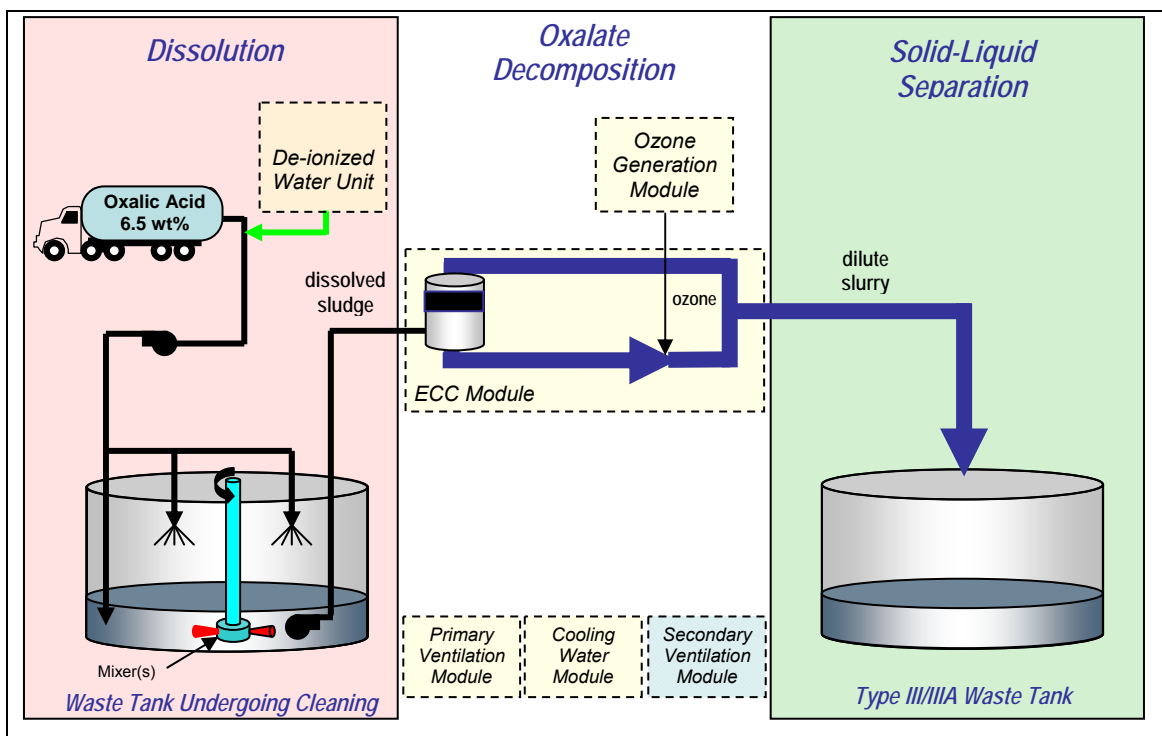 Dissolution
Oxalate
Decomposition
Solid-Liquid
Separation
De-ionized
Water Unit
Oxalic Acid
6.5 wt%
Ozone
Generation
Module
dissolved
sludge
ozone
ECC Module
dilute
slurry
Mixer(s)
Waste Tank Undergoing Cleaning
Primary
Ventilation
Module
Cooling
Water
Module
Secondary
Ventilation
Module
Type III/IIIA Waste Tank